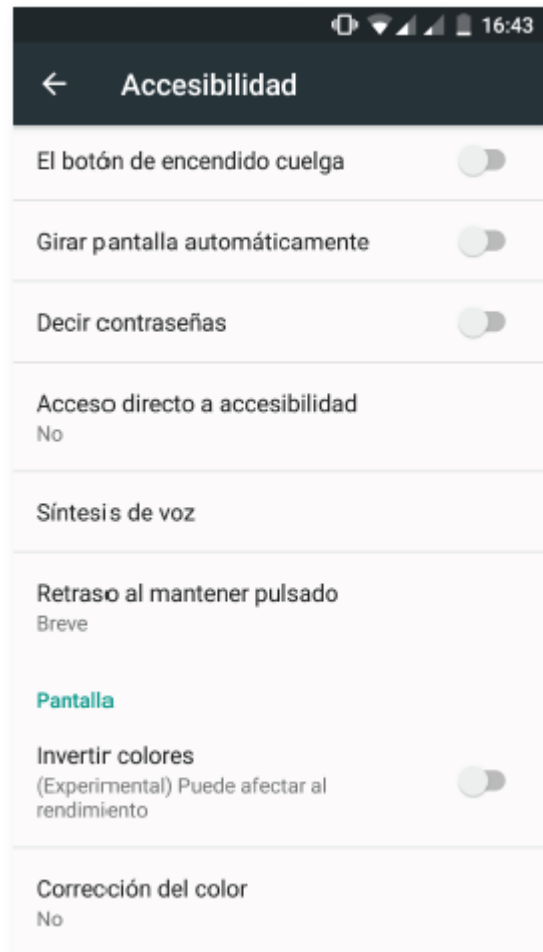 16:43
Accesibilidad
El botón de encendido cuelga
Girar pantalla automáticamente
Decir contraseñas
Acceso directo a accesibilidad
No
Síntesis de voz
Retraso al mantener pulsado
Breve
Pantalla
Invertir colores
(Experimental) Puede afectar al
rendimiento
Corrección del color
No